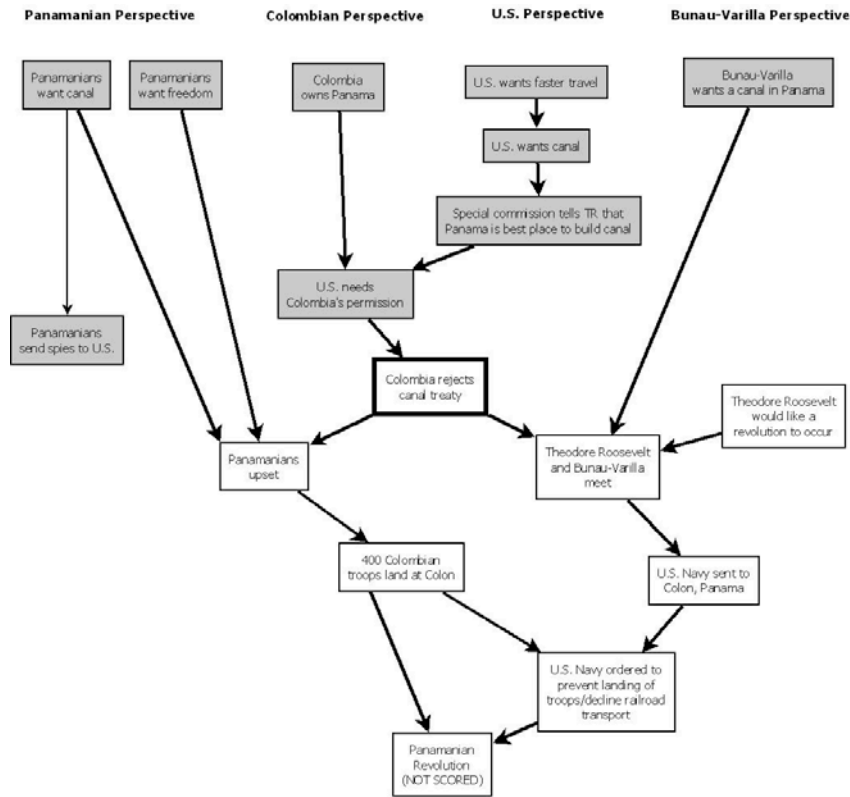 Panamanian Perspective
Colombian Perspective
U.S. Perspective
Bunau-Varilla Perspective
Panamanians
want canal
Panamanians
want freedom
Colombia
owns Panama
U.S. wants faster travel
Bunau-Varilla
wants a canal in Panama
U.S. wants canal
Special commission tells TR that
Panama is best place to build canal
U.S. needs
Colombia's permission
Panamanians
send spies to U.S.
Colombia rejects
canal treaty
Theodore Roosevelt
would like a
revolution to occur
Panamanians
upset
Theodore Roosevelt
and Bunau-Varilla
meet
400 Colombian
troops land at Colon
U.S. Navy sent to
Colon, Panama
U.S. Navy ordered to
prevent landing of
troops/decline railroad
transport
Panamanian
Revolution
(NOT SCORED)